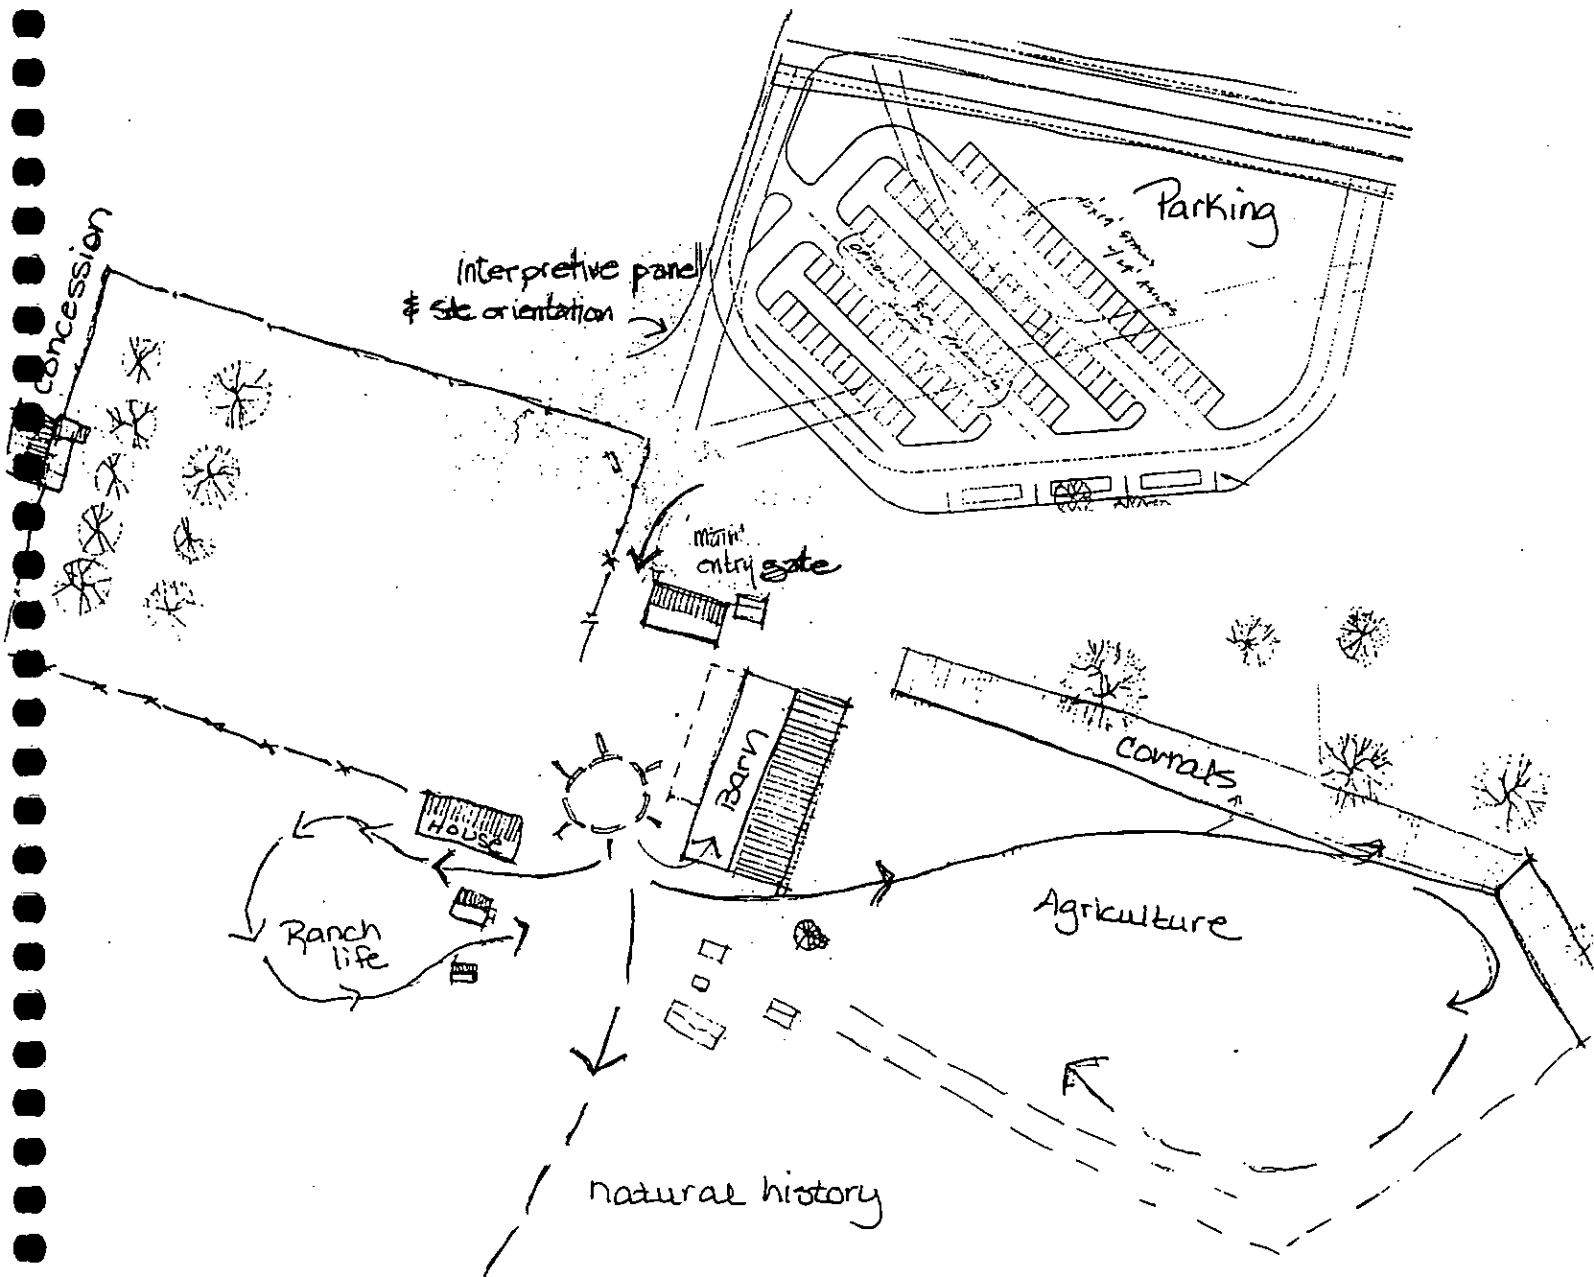 Parking
Concession
Interpretive panel
& site orientation
main
entry gate
Barn
Corrals
House
Ranch
life
Agriculture
natural history